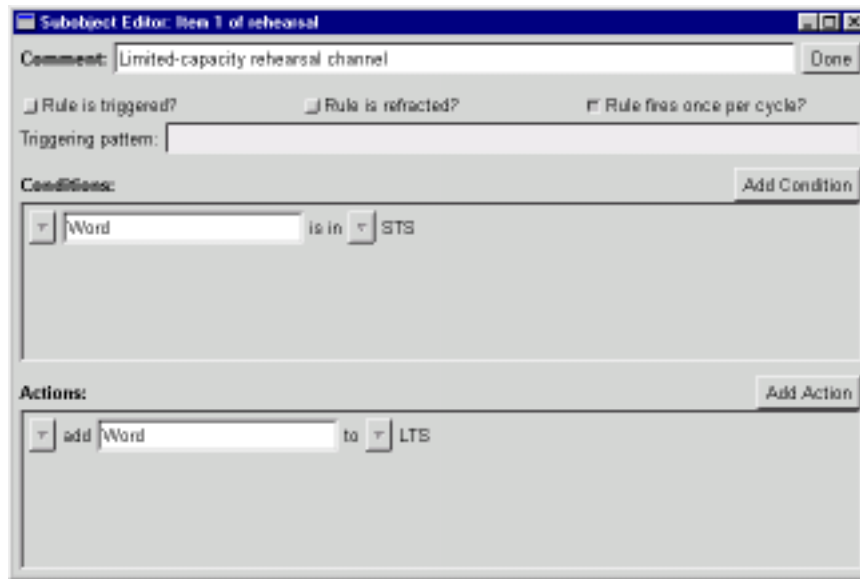 Subobject Editor: Item 1 of rehearsal
Comment: Limited-capacity rehearsal channel Done
Rule is triggered? Rule is refracted? Rule fires once per cycle?
Triggering pattern:
Conditions: Add Condition
Word is in STS
Actions: Add Action
add Word to LTS